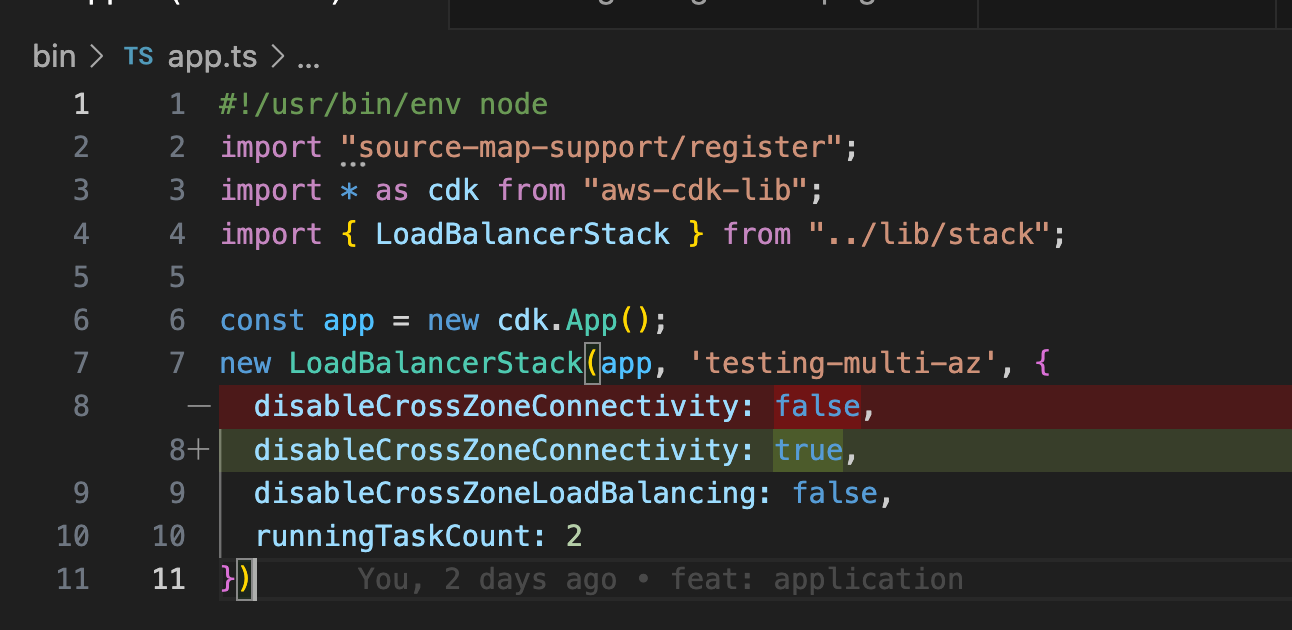 bin > TS app.ts > ...
1 1 #!/usr/bin/env node
2 2 import "source-map-support/register";
3 3 import * as cdk from "aws-cdk-lib";
4 4 import { LoadBalancerStack } from "../lib/stack";
5 5
6 6 const app = new cdk.App();
7 7 new LoadBalancerStack(app, 'testing-multi-az', {
8 — disableCrossZoneConnectivity: false,
8+ disableCrossZoneConnectivity: true,
9 9 disableCrossZoneLoadBalancing: false,
10 10 runningTaskCount: 2
11 11 }) You, 2 days ago • feat: application